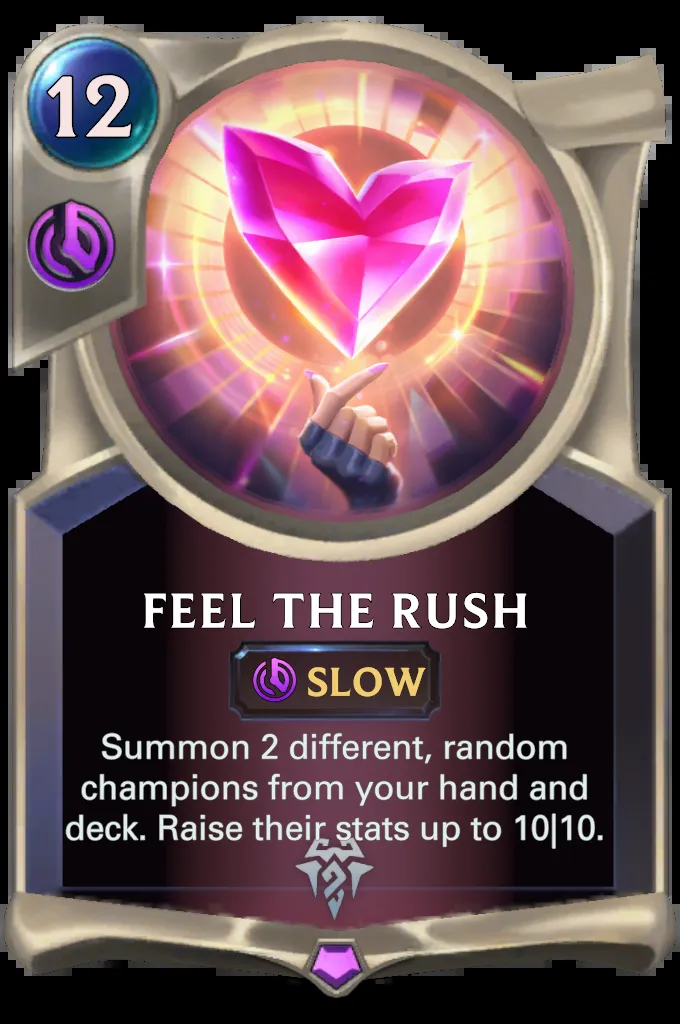 12
FEEL THE RUSH
SLOW
Summon 2 different, random
champions from your hand and
deck. Raise their stats up to 10|10.